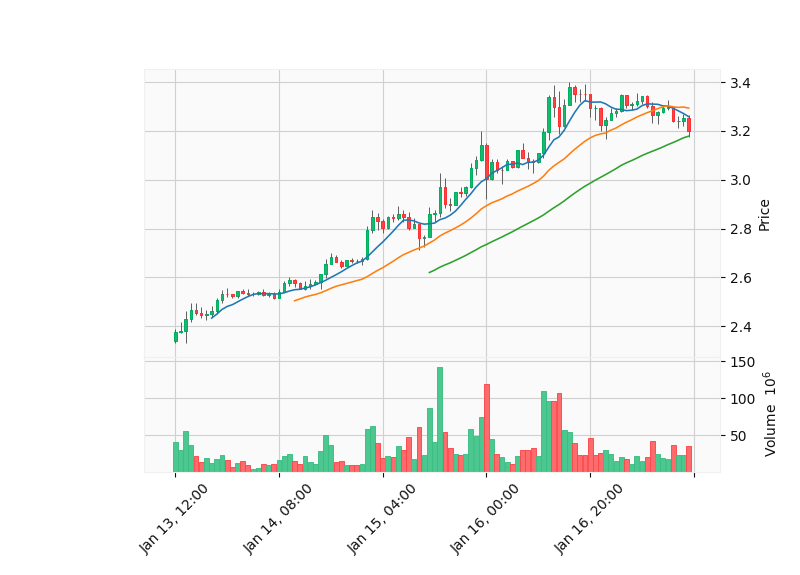 3.4
3.2
3.0
2.8
2.6
2.4
Price
150
100
50
Volume 10^6
Jan 13, 12:00
Jan 14, 08:00
Jan 15, 04:00
Jan 16, 00:00
Jan 16, 20:00